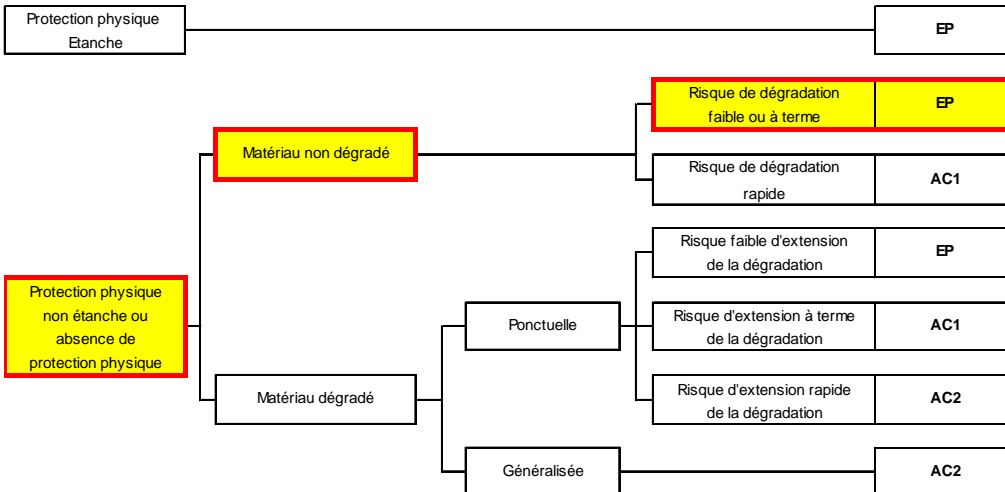 Protection physique
Etanche
EP
Risque de dégradation
faible ou à terme
EP
Matériau non dégradé
Risque de dégradation
rapide
AC1
Risque faible d'extension
de la dégradation
EP
Protection physique
non étanche ou
absence de
protection physique
Ponctuelle
Risque d'extension à terme
de la dégradation
AC1
Matériau dégradé
Risque d'extension rapide
de la dégradation
AC2
Généralisée
AC2